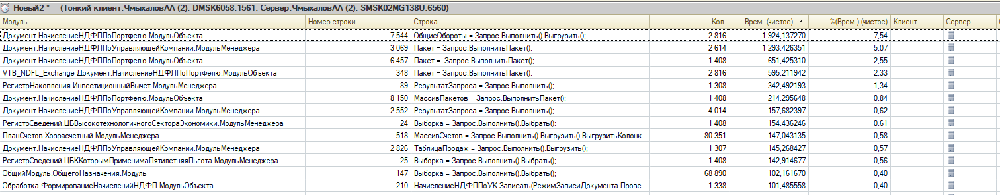 Новый2 * (Тонкий клиент:ЧмыхаловАА (2), DMSK6058:1561; Сервер:ЧмыхаловАА (2), SMSK02MG138U:6560)
Модуль Номер строки Строка Кол. Врем. (чистое) %(Врем.) (чистое) Клиент Сервер
Документ.НачислениеНДФЛПоПортфелю.МодульОбъекта 7 544 ОбщиеОбороты = Запрос.Выполнить().Выгрузить(); 2 816 1 924,137270 7,54
Документ.НачислениеНДФЛПоУправляющейКомпании.МодульМенеджера 3 069 Пакет = Запрос.ВыполнитьПакет(); 2 614 1 293,426351 5,07
Документ.НачислениеНДФЛПоПортфелю.МодульОбъекта 6 457 Пакет = Запрос.ВыполнитьПакет(); 1 408 651,425310 2,55
VTB_NDFL_Exchange Документ.НачислениеНДФЛПоПортфелю.МодульОбъекта 348 Пакет = Запрос.ВыполнитьПакет(); 2 816 595,211942 2,33
РегистрНакопления.ИнвестиционныйВычет.МодульМенеджера 89 РезультатЗапроса = Запрос.Выполнить(); 1 308 342,492193 1,34
Документ.НачислениеНДФЛПоПортфелю.МодульОбъекта 8 150 МассивПакетов = Запрос.ВыполнитьПакет(); 1 408 214,295648 0,84
Документ.НачислениеНДФЛПоУправляющейКомпании.МодульМенеджера 2 552 РезультатЗапроса = Запрос.Выполнить(); 4 014 157,682397 0,62
РегистрСведений.ЦБВысокотехнологичногоСектораЭкономики.МодульМенеджера 24 Выборка = Запрос.Выполнить().Выбрать(); 1 408 154,436246 0,61
ПланСчетов.Хозрасчетный.МодульМенеджера 518 МассивСчетов = Запрос.Выполнить().Выгрузить().ВыгрузитьКолонк... 80 351 147,043135 0,58
Документ.НачислениеНДФЛПоУправляющейКомпании.МодульМенеджера 2 826 ТаблицаПродаж = Запрос.Выполнить().Выгрузить(); 1 307 145,268427 0,57
РегистрСведений.ЦБККоторымПрименимаПятилетняяЛьгота.МодульМенеджера 25 Выборка = Запрос.Выполнить().Выбрать(); 1 408 142,914677 0,56
ОбщийМодуль.ОбщегоНазначения.Модуль 147 Выборка = Запрос.Выполнить().Выбрать(); 68 890 102,161670 0,40
Обработка.ФормированиеНачисленийНДФЛ.МодульОбъекта 210 НачислениеНДФЛПоУК.Записать(РежимЗаписиДокумента.Прове... 1 338 101,485558 0,40